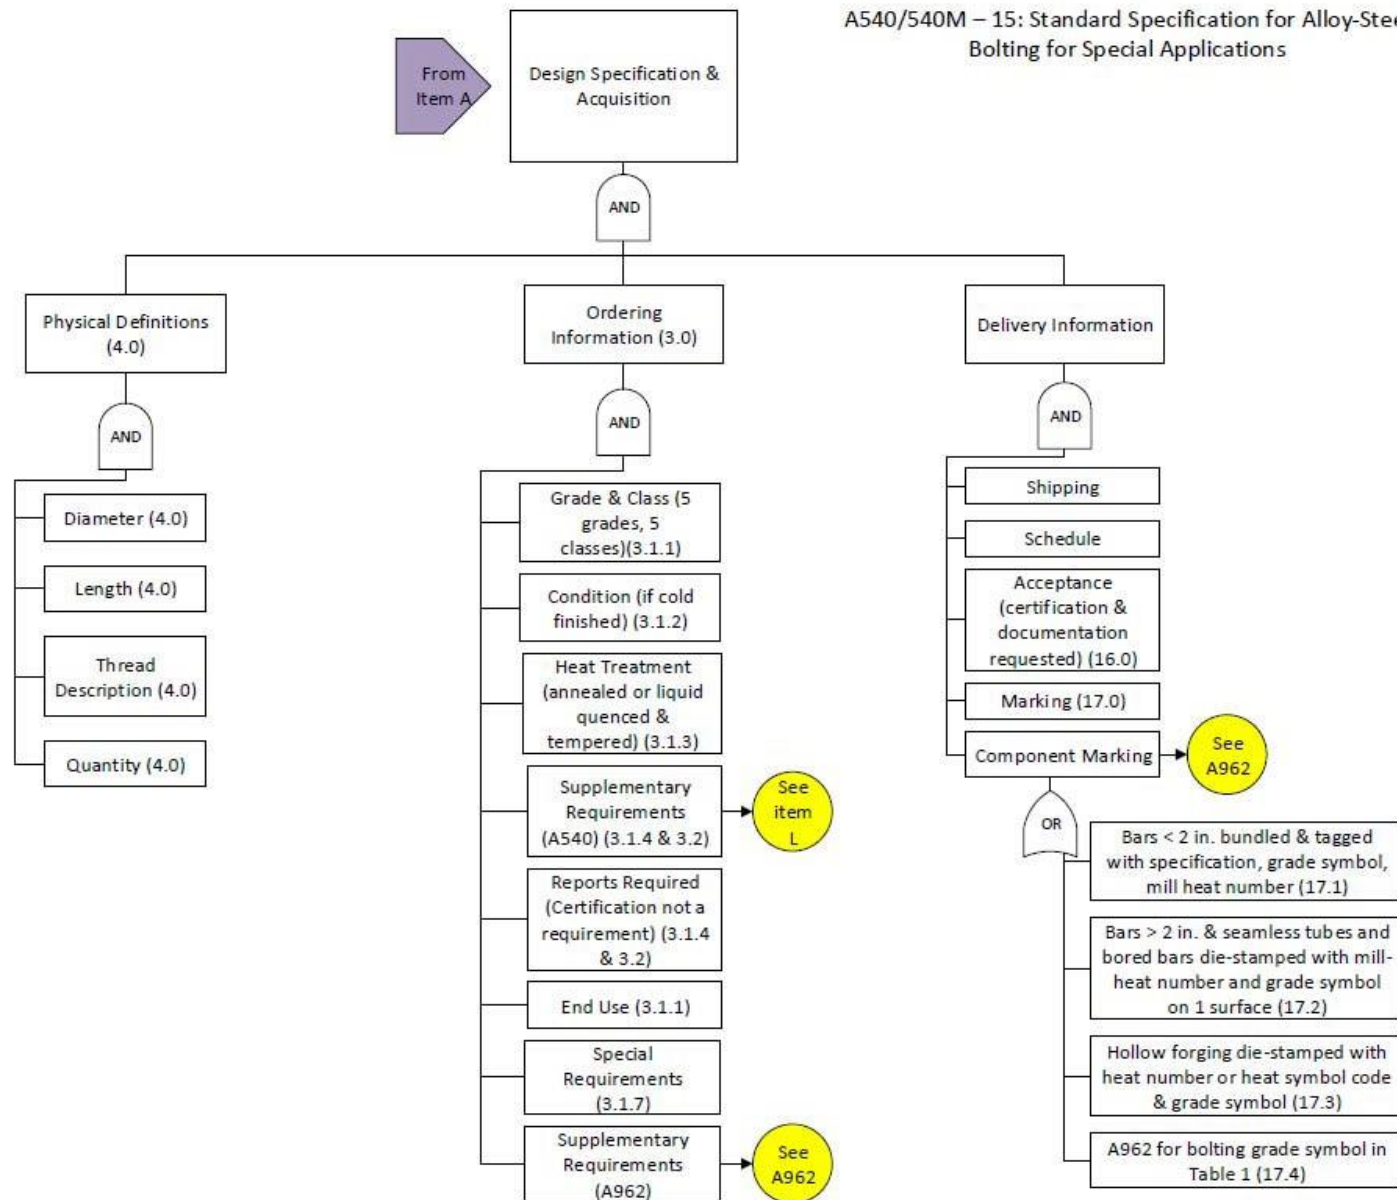 A540/540M – 15: Standard Specification for Alloy-Stee
Bolting for Special Applications
From
Item A
Design Specification &
Acquisition
AND
Physical Definitions
(4.0)
AND
Diameter (4.0)
Length (4.0)
Thread
Description (4.0)
Quantity (4.0)
Ordering
Information (3.0)
AND
Grade & Class (5
grades, 5
classes)(3.1.1)
Condition (if cold
finished) (3.1.2)
Heat Treatment
(annealed or liquid
quenced &
tempered) (3.1.3)
Supplementary
Requirements
(A540) (3.1.4 & 3.2)
See
item
L
Reports Required
(Certification not a
requirement) (3.1.4
& 3.2)
End Use (3.1.1)
Special
Requirements
(3.1.7)
Supplementary
Requirements
(A962)
See
A962
Delivery Information
AND
Shipping
Schedule
Acceptance
(certification &
documentation
requested) (16.0)
Marking (17.0)
Component Marking
See
A962
OR
Bars < 2 in. bundled & tagged
with specification, grade symbol,
mill heat number (17.1)
Bars > 2 in. & seamless tubes and
bored bars die-stamped with mill-
heat number and grade symbol
on 1 surface (17.2)
Hollow forging die-stamped with
heat number or heat symbol code
& grade symbol (17.3)
A962 for bolting grade symbol in
Table 1 (17.4)